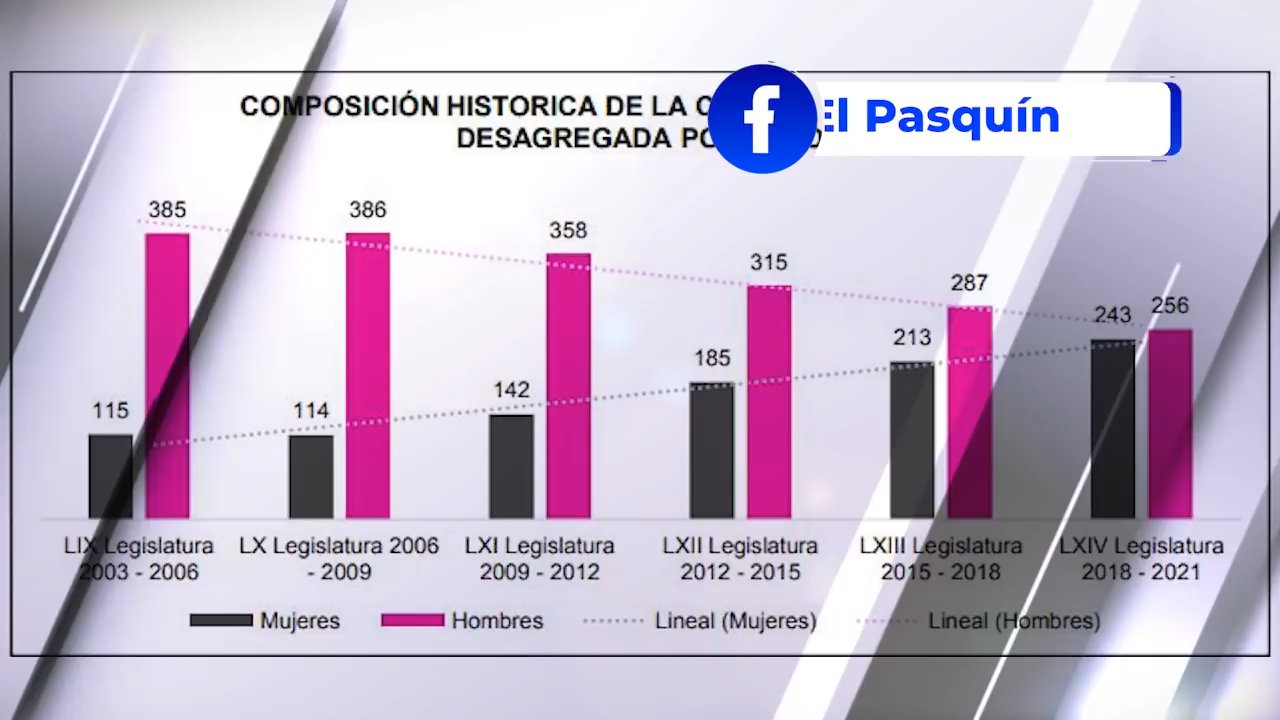 COMPOSICIÓN HISTORICA DE LA
DESAGREGADA
El Pasquín
385
386
358
315
287
243
256
115
114
142
185
213
LIX Legislatura
2003 - 2006
LX Legislatura 2006
- 2009
LXI Legislatura
2009 - 2012
LXII Legislatura
2012 - 2015
LXIII Legislatura
2015 - 2018
LXIV Legislatura
2018 - 2021
Mujeres
Hombres
Lineal (Mujeres)
Lineal (Hombres)